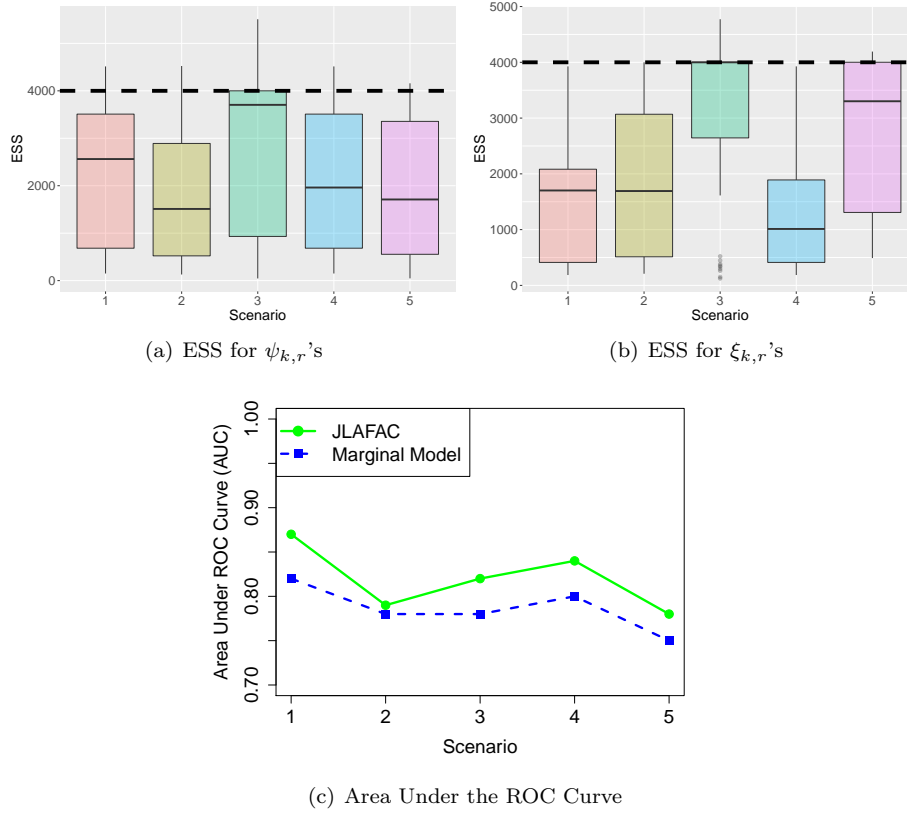 ESS
4000
2000
0
1 2 3 4 5
Scenario
(a) ESS for ψk,r's
ESS
5000
4000
3000
2000
1000
0
1 2 3 4 5
Scenario
(b) ESS for ξk,r's
Area Under ROC Curve (AUC)
1.00
0.90
0.80
0.70
JLAFAC
Marginal Model
1 2 3 4 5
Scenario
(c) Area Under the ROC Curve